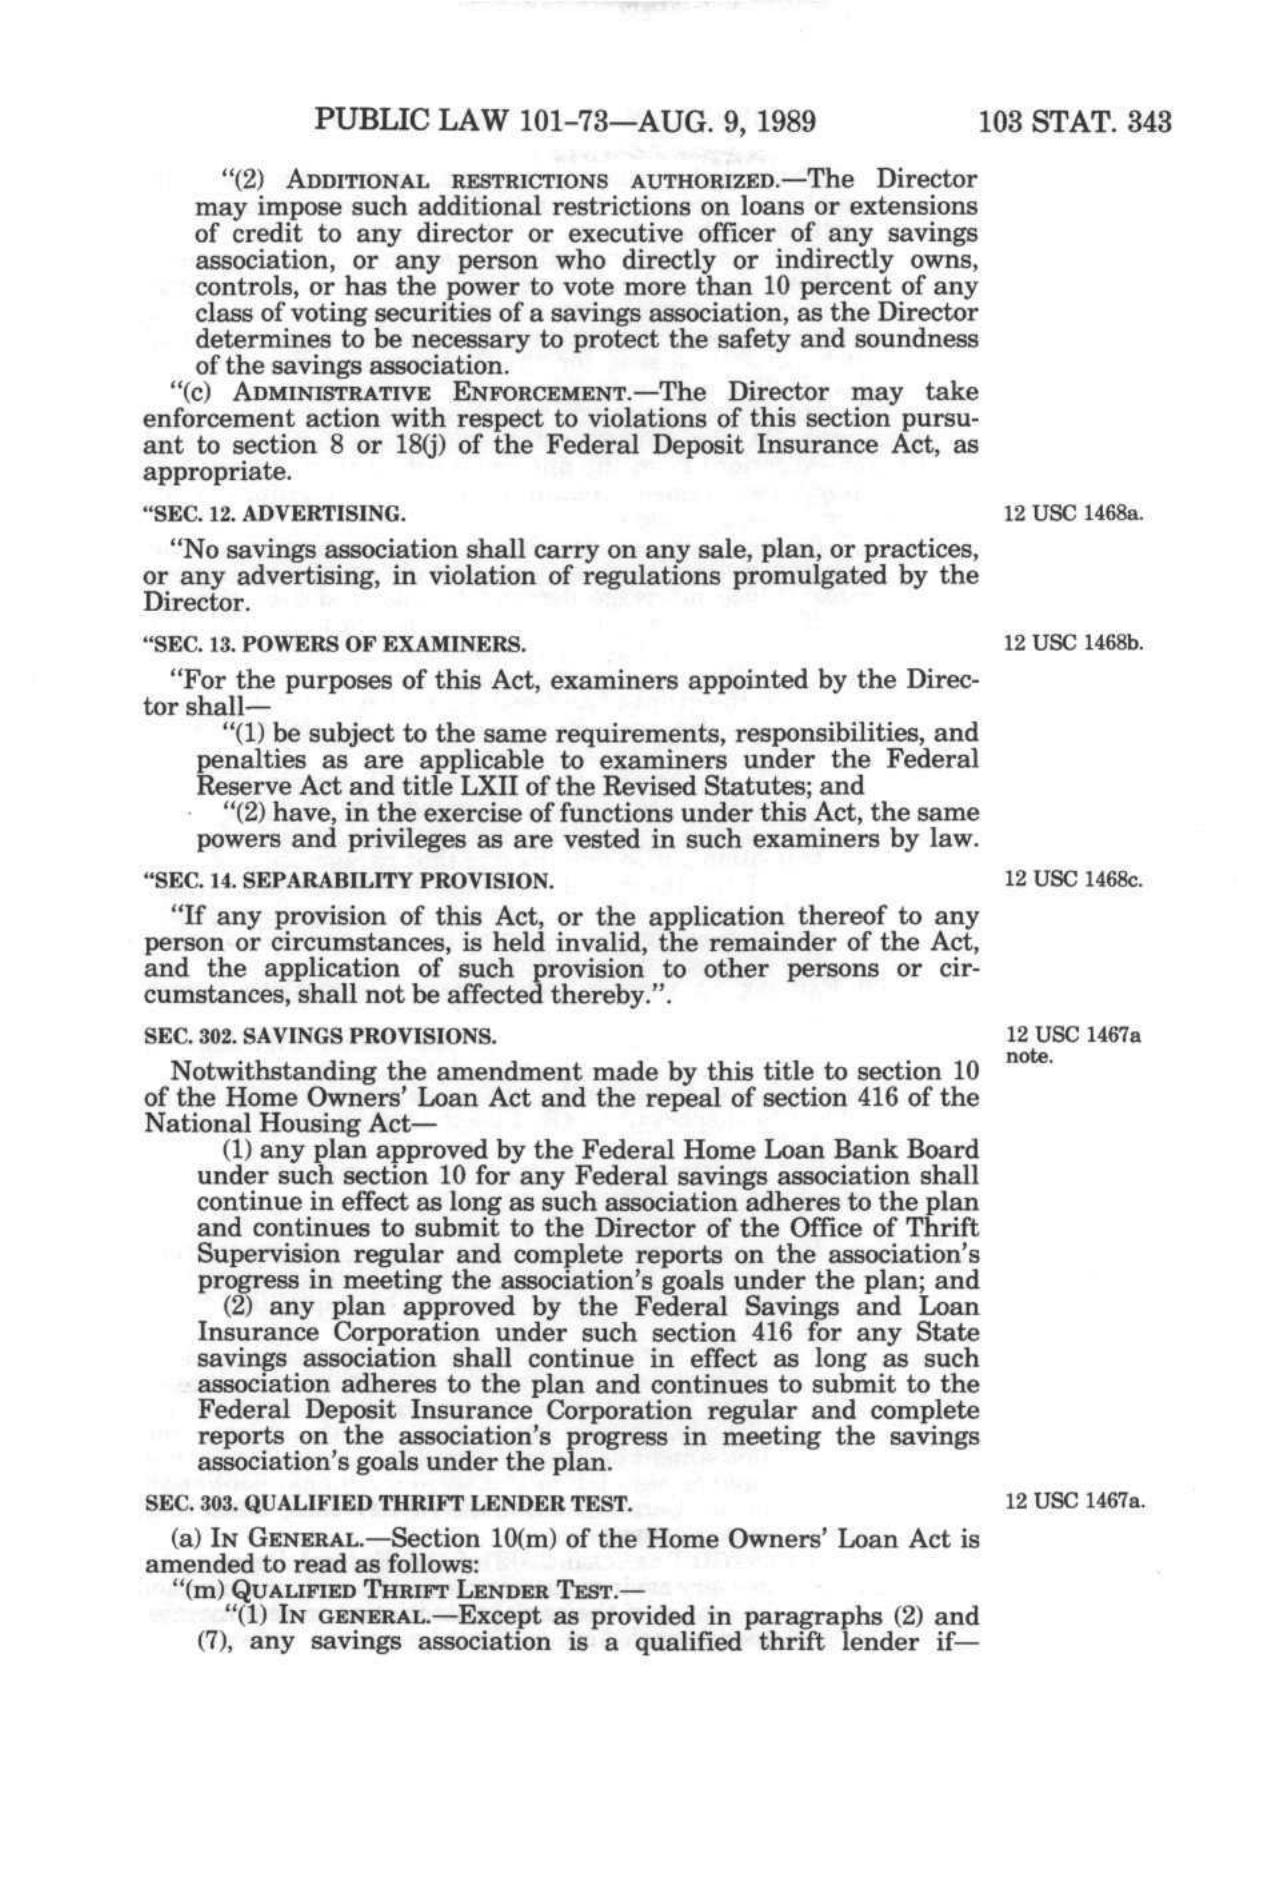 PUBLIC LAW 101-73—AUG. 9, 1989 103 STAT. 343
“(2) ADDITIONAL RESTRICTIONS AUTHORIZED.—The Director
may impose such additional restrictions on loans or extensions
of credit to any director or executive officer of any savings
association, or any person who directly or indirectly owns,
controls, or has the power to vote more than 10 percent of any
class of voting securities of a savings association, as the Director
determines to be necessary to protect the safety and soundness
of the savings association.
“(c) ADMINISTRATIVE ENFORCEMENT.—The Director may take
enforcement action with respect to violations of this section pursu-
ant to section 8 or 18(j) of the Federal Deposit Insurance Act, as
appropriate.
“SEC. 12. ADVERTISING. 12 USC 1468a.
“No savings association shall carry on any sale, plan, or practices,
or any advertising, in violation of regulations promulgated by the
Director.
“SEC. 13. POWERS OF EXAMINERS. 12 USC 1468b.
“For the purposes of this Act, examiners appointed by the Direc-
tor shall—
“(1) be subject to the same requirements, responsibilities, and
penalties as are applicable to examiners under the Federal
Reserve Act and title LXII of the Revised Statutes; and
“(2) have, in the exercise of functions under this Act, the same
powers and privileges as are vested in such examiners by law.
“SEC. 14. SEPARABILITY PROVISION. 12 USC 1468c.
“If any provision of this Act, or the application thereof to any
person or circumstances, is held invalid, the remainder of the Act,
and the application of such provision to other persons or cir-
cumstances, shall not be affected thereby.”.
SEC. 302. SAVINGS PROVISIONS. 12 USC 1467a
note.
Notwithstanding the amendment made by this title to section 10
of the Home Owners’ Loan Act and the repeal of section 416 of the
National Housing Act—
(1) any plan approved by the Federal Home Loan Bank Board
under such section 10 for any Federal savings association shall
continue in effect as long as such association adheres to the plan
and continues to submit to the Director of the Office of Thrift
Supervision regular and complete reports on the association’s
progress in meeting the association’s goals under the plan; and
(2) any plan approved by the Federal Savings and Loan
Insurance Corporation under such section 416 for any State
savings association shall continue in effect as long as such
association adheres to the plan and continues to submit to the
Federal Deposit Insurance Corporation regular and complete
reports on the association’s progress in meeting the savings
association’s goals under the plan.
SEC. 303. QUALIFIED THRIFT LENDER TEST. 12 USC 1467a.
(a) IN GENERAL.—Section 10(m) of the Home Owners’ Loan Act is
amended to read as follows:
“(m) QUALIFIED THRIFT LENDER TEST.—
“(1) IN GENERAL.—Except as provided in paragraphs (2) and
(7), any savings association is a qualified thrift lender if—